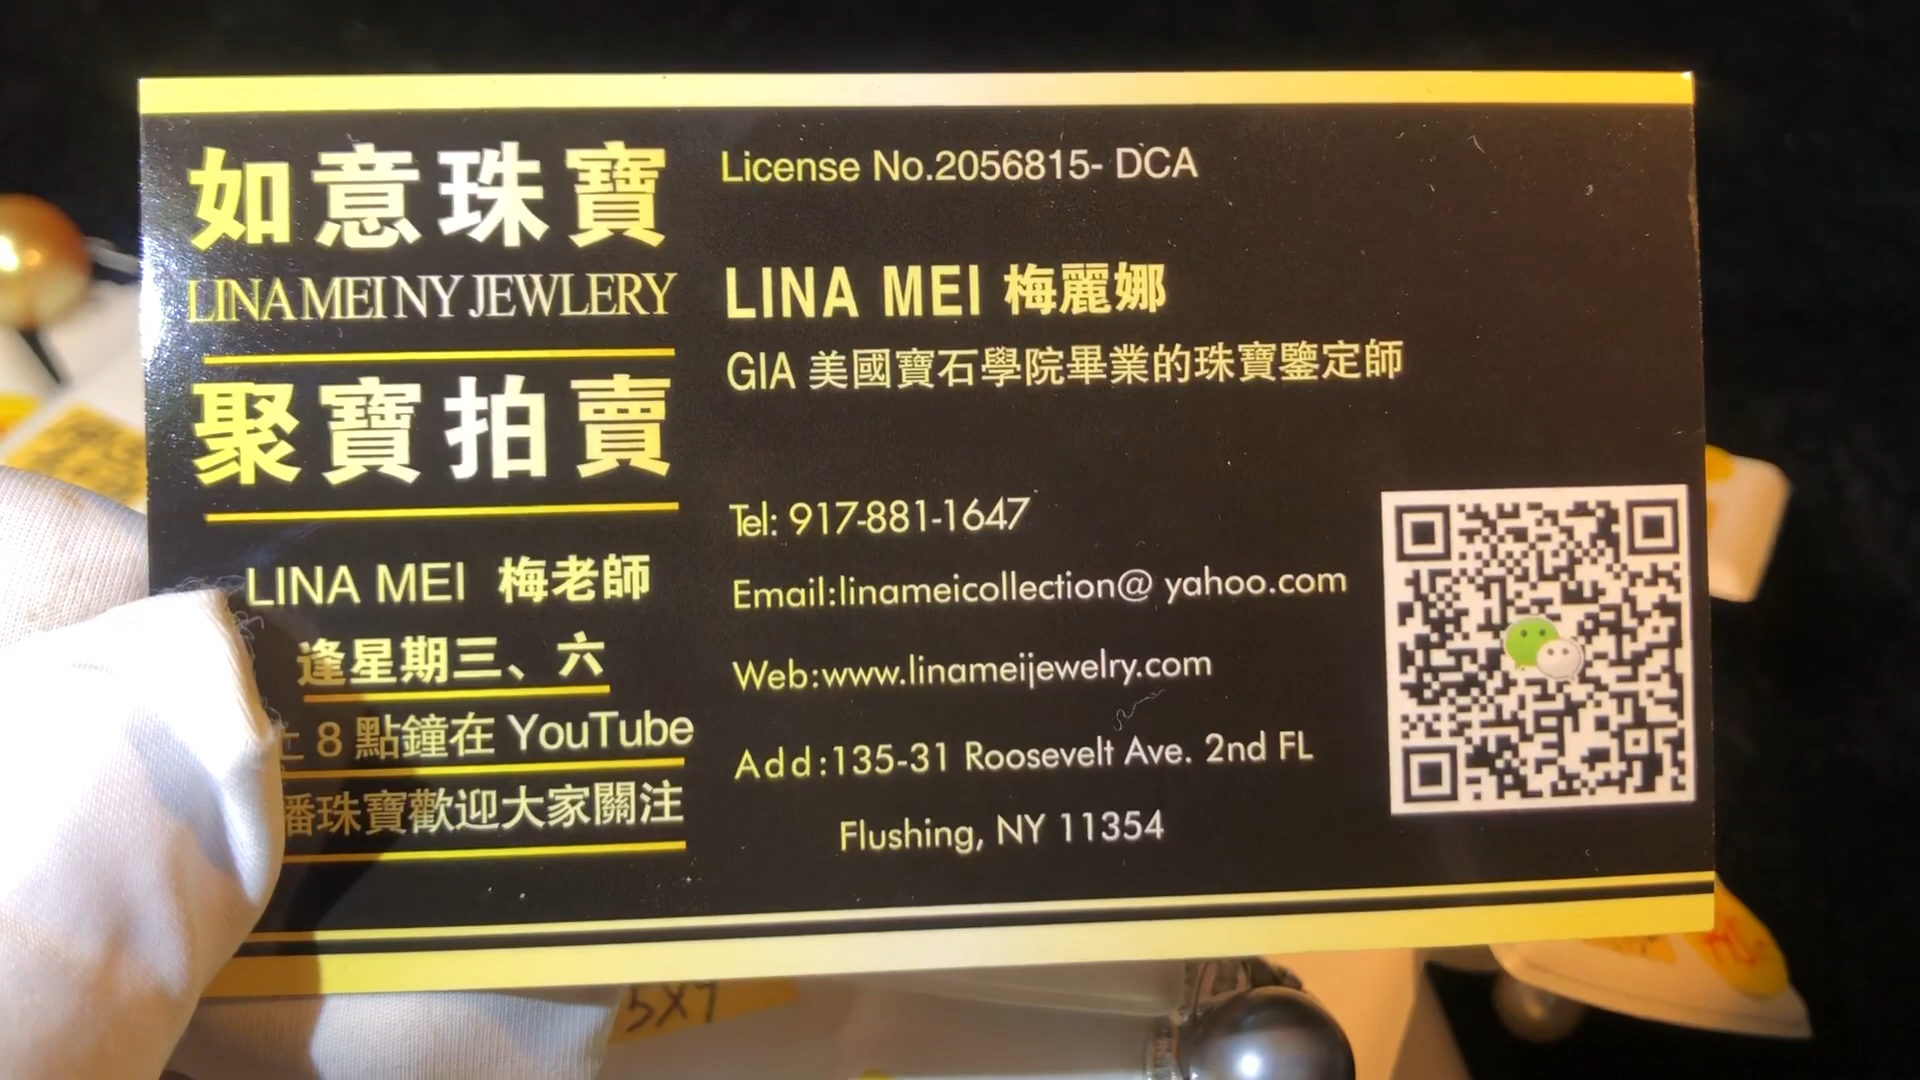 如意珠寶
LINA MEI NY JEWLERY
聚寶拍賣
LINA MEI 梅老師
逢星期三、六
8 點鐘在 YouTube
播珠寶歡迎大家關注
License No.2056815- DCA
LINA MEI 梅麗娜
GIA 美國寶石學院畢業的珠寶鑒定師
Tel: 917-881-1647
Email:linameicollection@ yahoo.com
Web:www.linameijewelry.com
Add:135-31 Roosevelt Ave. 2nd FL
Flushing, NY 11354
5X7